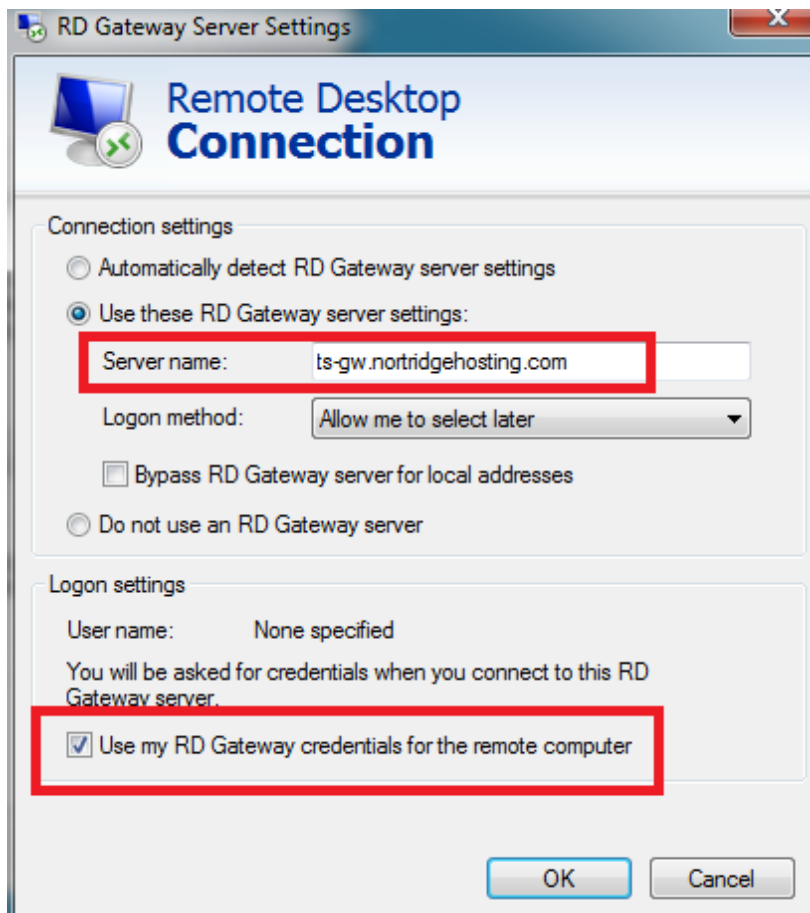 RD Gateway Server Settings
Remote Desktop
Connection
Connection settings
Automatically detect RD Gateway server settings
Use these RD Gateway server settings:
Server name: ts-gw.nortridgehosting.com
Logon method: Allow me to select later
Bypass RD Gateway server for local addresses
Do not use an RD Gateway server
Logon settings
User name: None specified
You will be asked for credentials when you connect to this RD
Gateway server.
Use my RD Gateway credentials for the remote computer
OK Cancel